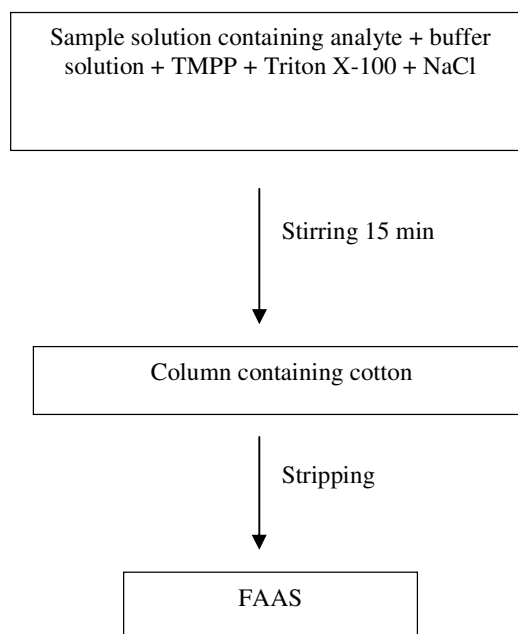 Sample solution containing analyte + buffer
solution + TMPP + Triton X-100 + NaCl
Stirring 15 min
Column containing cotton
Stripping
FAAS